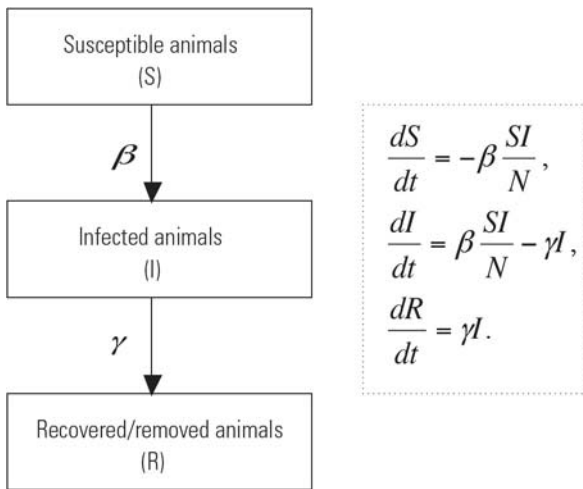 Susceptible animals
(S)
β
Infected animals
(I)
γ
Recovered/removed animals
(R)
dS/dt = −β SI/N ,
dI/dt = β SI/N − γI ,
dR/dt = γI .